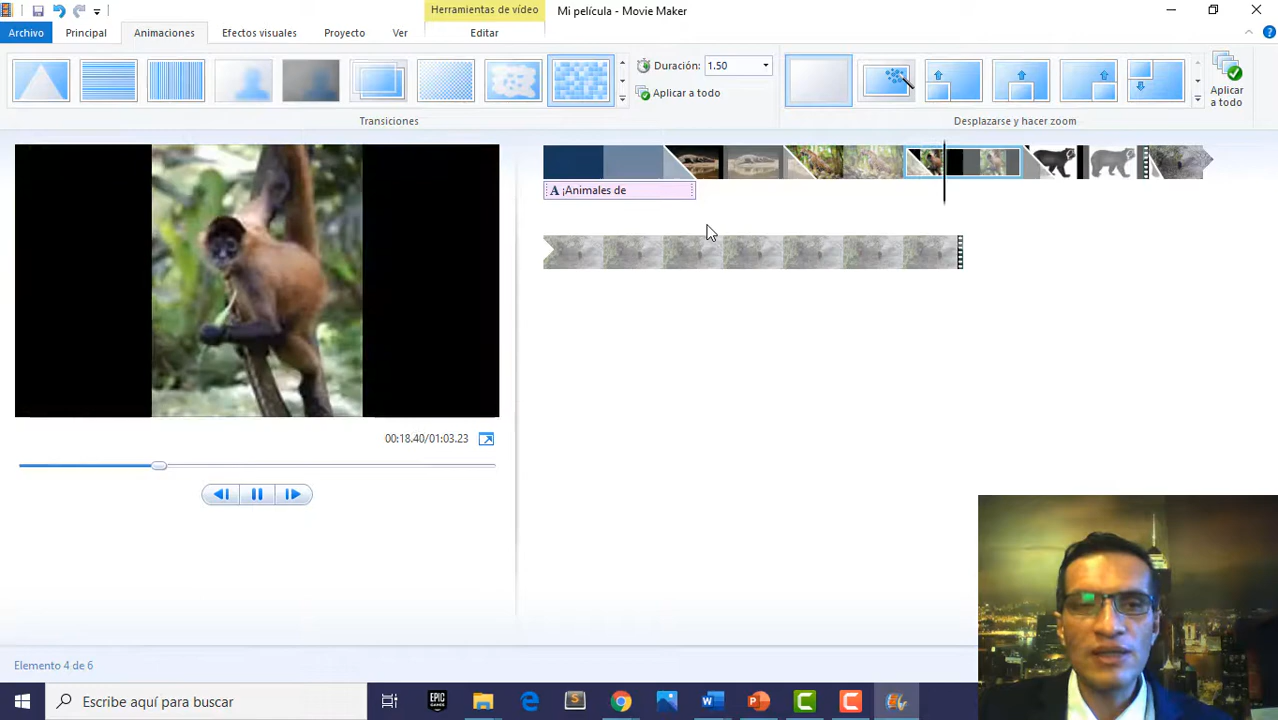 Herramientas de vídeo
Mi película - Movie Maker
Archivo
Principal
Animaciones
Efectos visuales
Proyecto
Ver
Editar
Duración:
1.50
Aplicar a todo
Aplicar
a todo
Transiciones
Desplazarse y hacer zoom
A ¡Animales de
00:18.40/01:03.23
Elemento 4 de 6
Escribe aquí para buscar
EPIC
GAMES